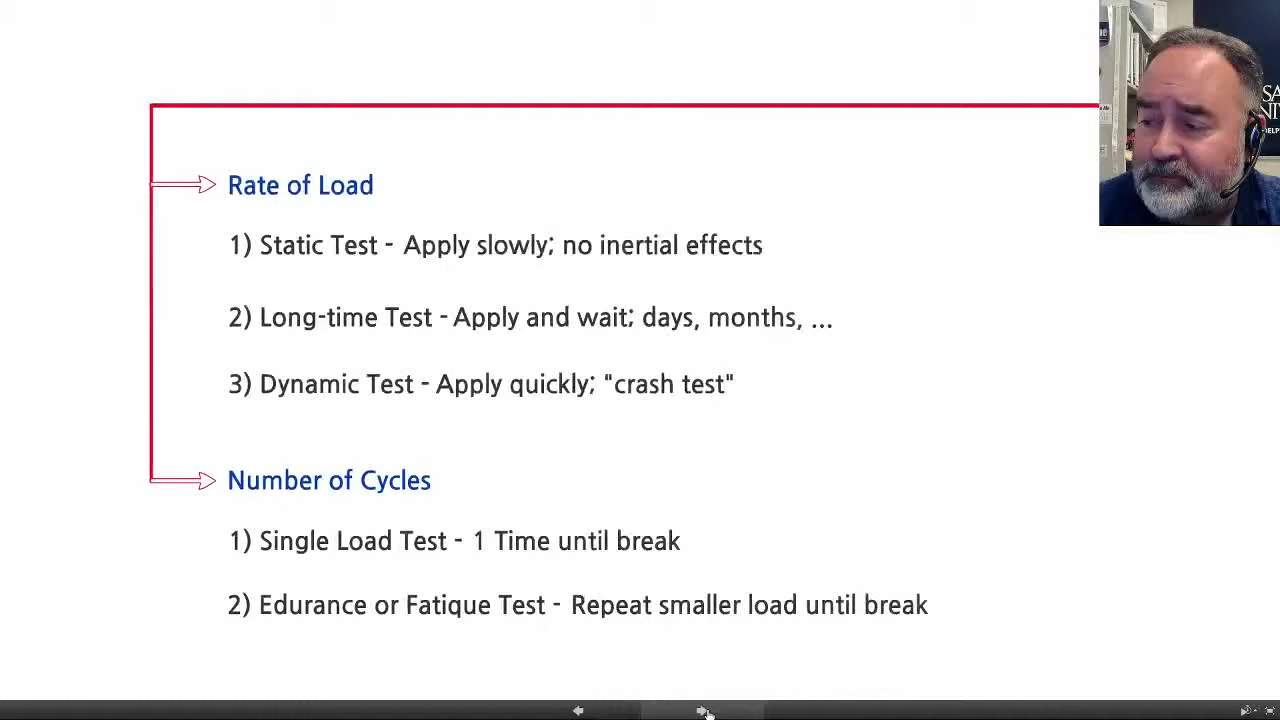 Rate of Load
1) Static Test - Apply slowly; no inertial effects
2) Long-time Test - Apply and wait; days, months, ...
3) Dynamic Test - Apply quickly; "crash test"
Number of Cycles
1) Single Load Test - 1 Time until break
2) Edurance or Fatique Test - Repeat smaller load until break